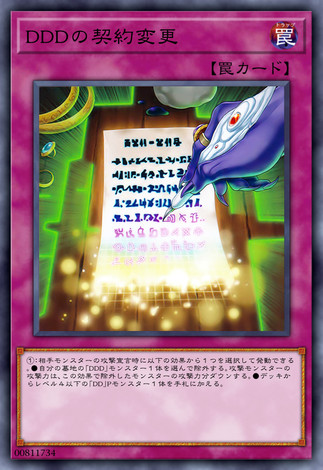 DDDの契約変更
トラップ
罠
【罠カード】
①:相手モンスターの攻撃宣言時に以下の効果から1つを選択して発動できる。
●自分の墓地の「DDD」モンスター1体を選んで除外する。攻撃モンスター
の攻撃力は、この効果で除外したモンスターの攻撃力分ダウンする。●デッキか
らレベル4以下の「DD」Pモンスター1体を手札に加える。
00811734